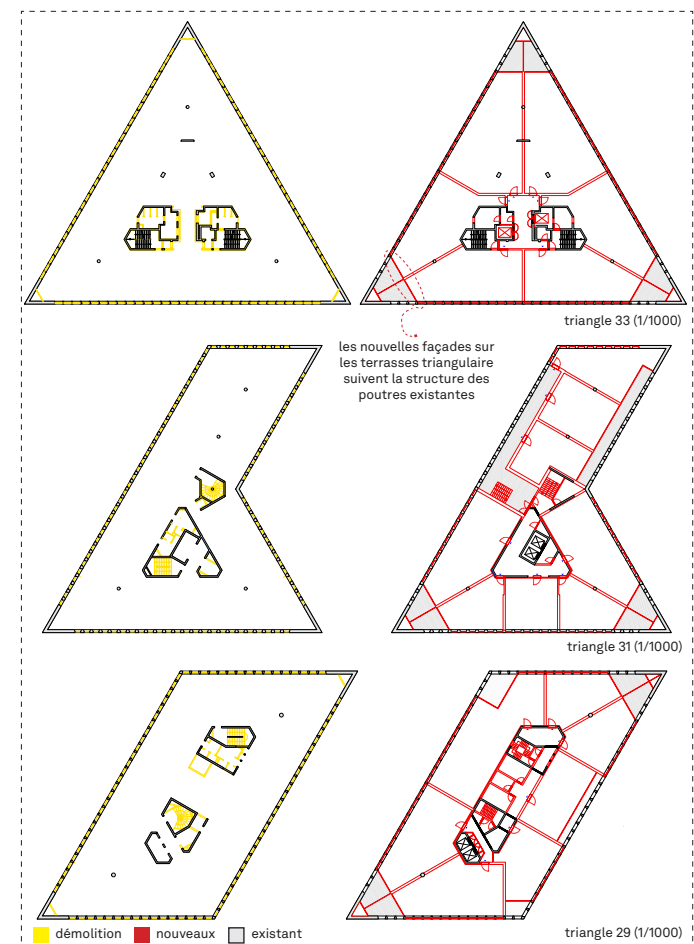 triangle 33 (1/1000)
les nouvelles façades sur
les terrasses triangulaire
suivent la structure des
poutres existantes
triangle 31 (1/1000)
démolition
nouveaux
existant
triangle 29 (1/1000)